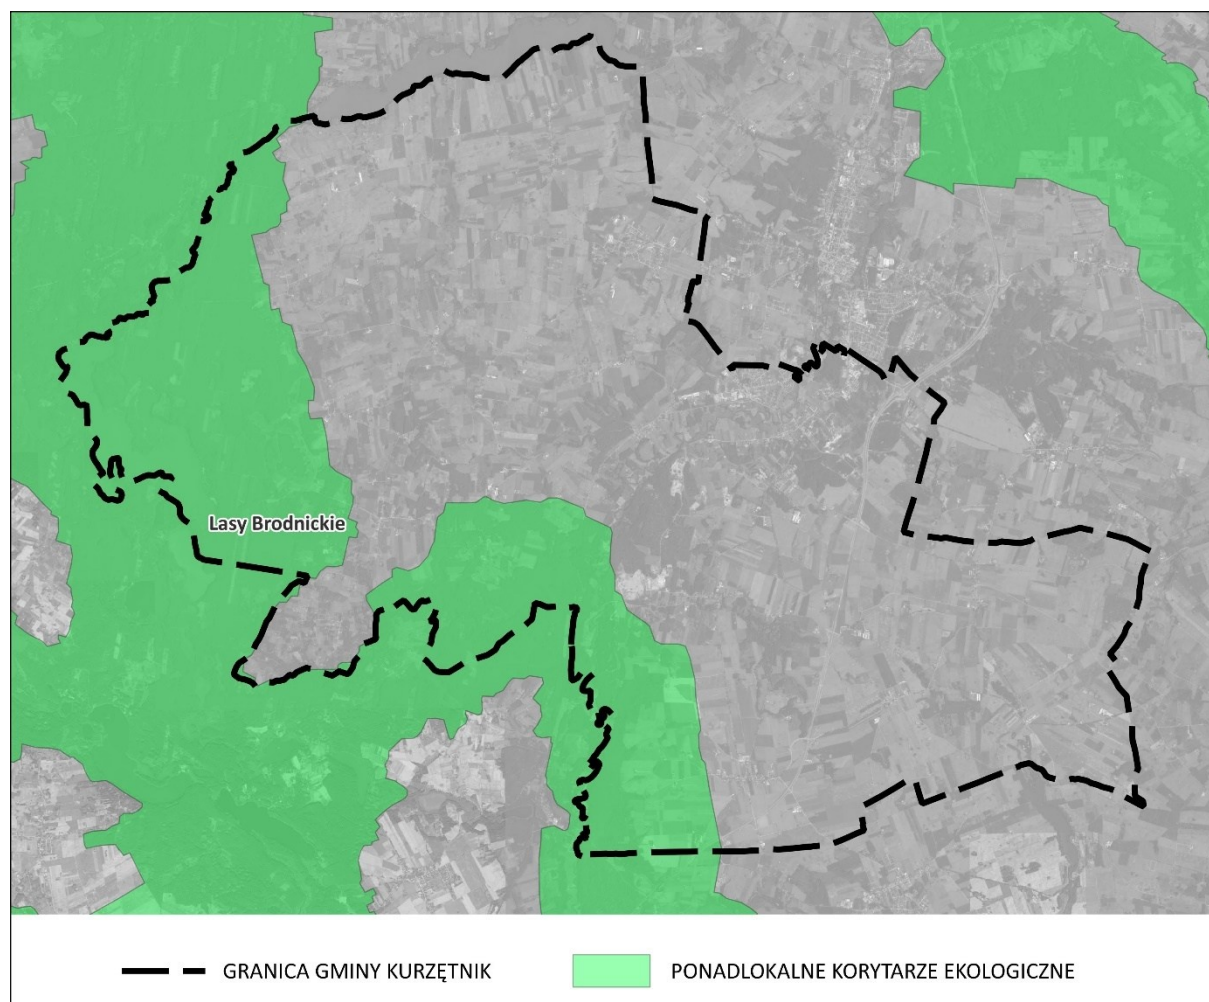 Lasy Brodnickie
GRANICA GMINY KURZĘTNIK
PONADLOKALNE KORYTARZE EKOLOGICZNE